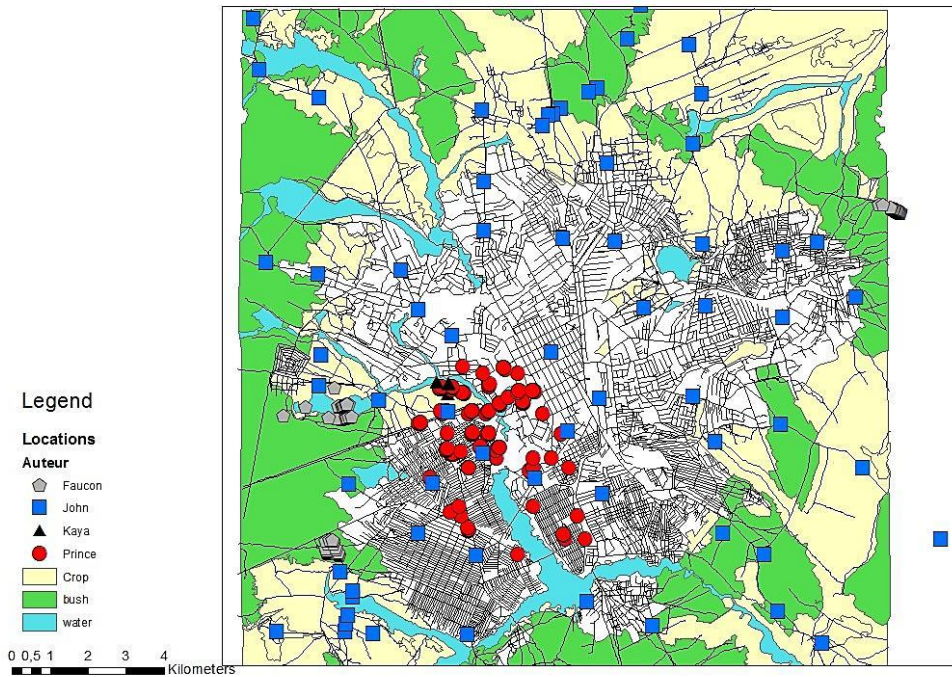 Legend
Locations
Auteur
Faucon
John
Kaya
Prince
Crop
bush
water
0 0,5 1 2 3 4
Kilometers